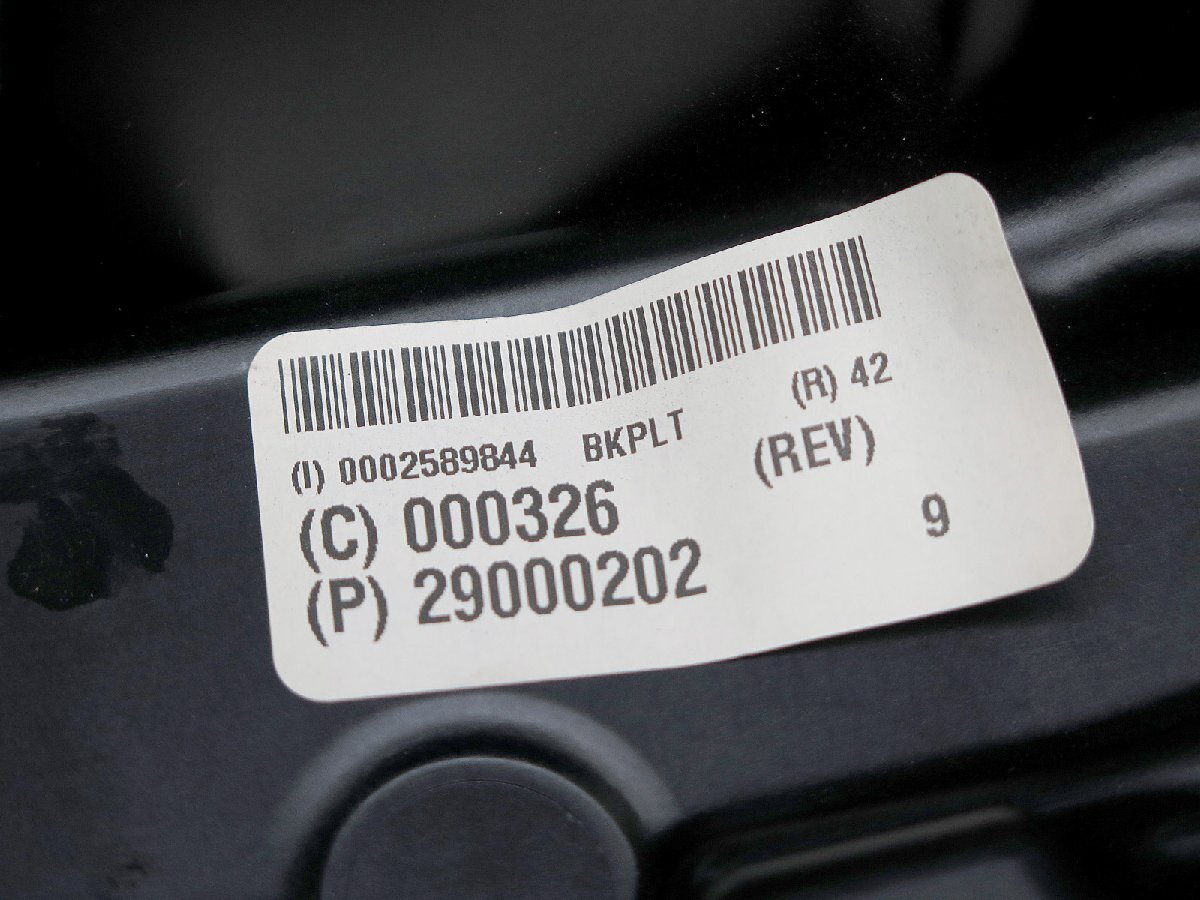 (I) 0002589844 BKPLT (R) 42
(C) 000326 (REV)
(P) 29000202 9